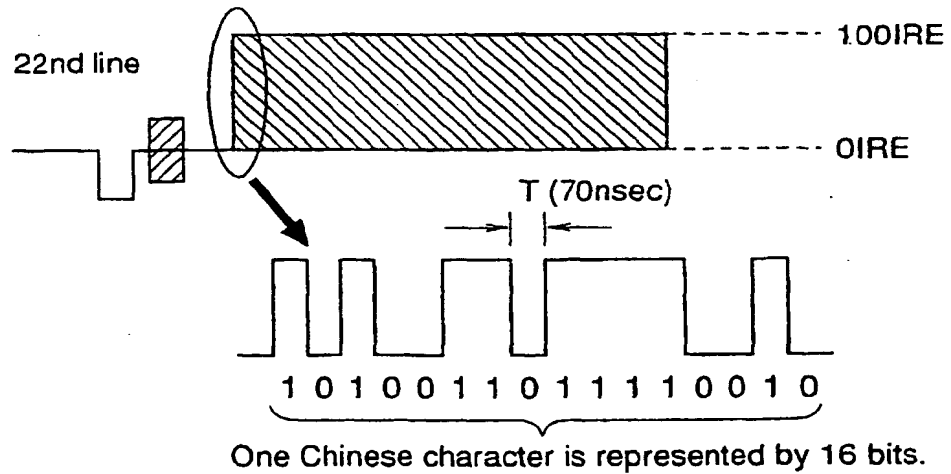 100IRE
22nd line
0IRE
T (70nsec)
1 0 1 0 0 1 1 0 1 1 1 1 0 0 1 0
One Chinese character is represented by 16 bits.